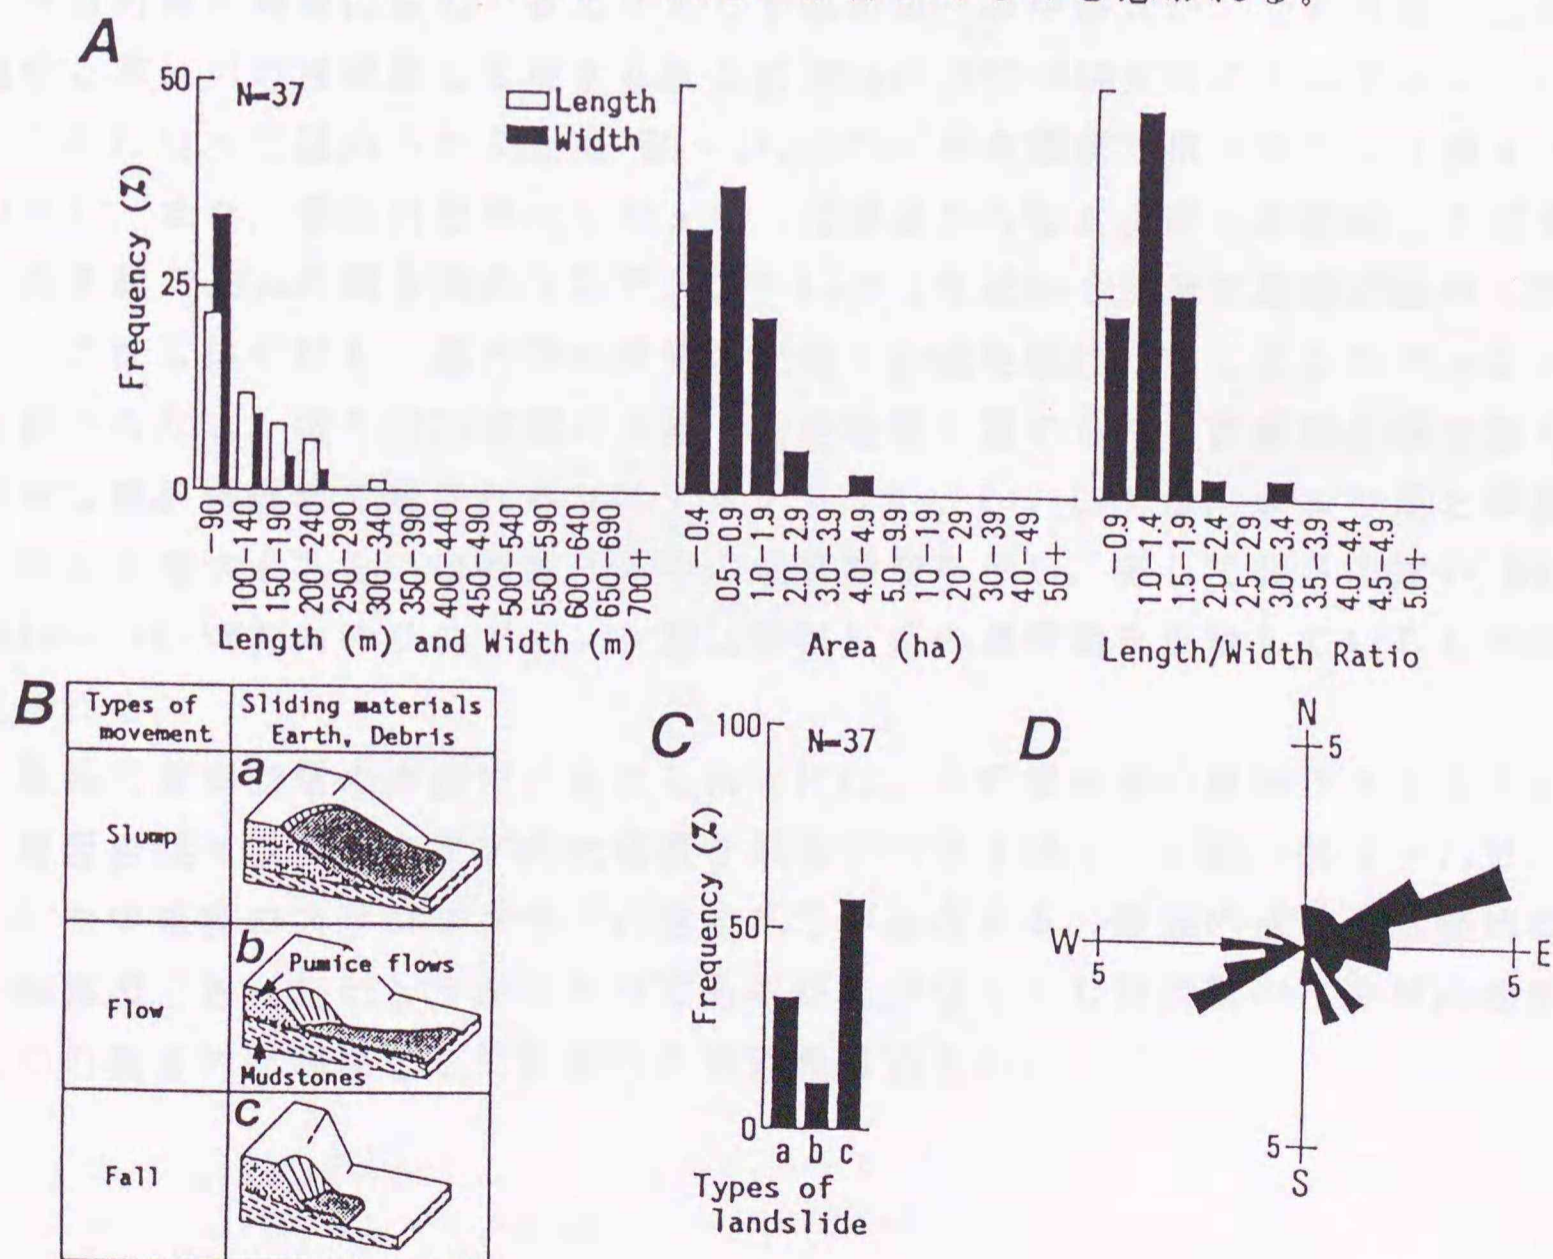 A
50
25
0
Frequency (%)
N=37
Length
Width
−90
100−140
150−190
200−240
250−290
300−340
350−390
400−440
450−490
500−540
550−590
600−640
650−690
700+
Length (m) and Width (m)
−0.4
0.5−0.9
1.0−1.9
2.0−2.9
3.0−3.9
4.0−4.9
5.0−9.9
10−19
20−29
30−39
40−49
50+
Area (ha)
−0.9
1.0−1.4
1.5−1.9
2.0−2.4
2.5−2.9
3.0−3.4
3.5−3.9
4.0−4.4
4.5−4.9
5.0+
Length/Width Ratio
B
Types of
movement
Sliding materials
Earth, Debris
Slump
a
Flow
b
Pumice flows
Mudstones
Fall
c
C
100
50
0
Frequency (%)
N=37
a b c
Types of
landslide
D
N
5
W
5
E
5
5
S